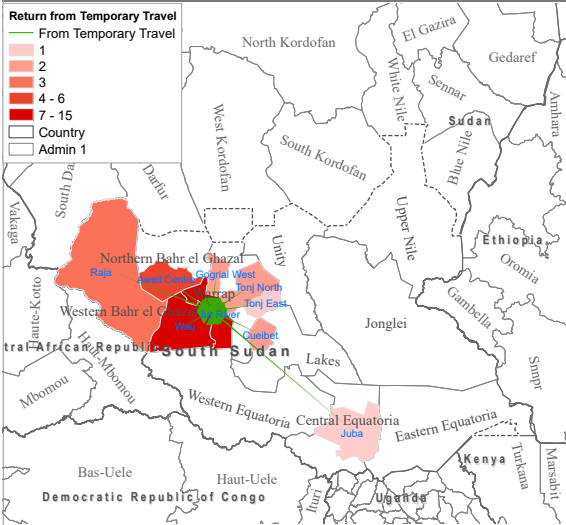 Return from Temporary Travel
From Temporary Travel
1
2
3
4 - 6
7 - 15
Country
Admin 1
North Kordofan
El Gazira
Gedaref
White Nile
Sennar
Amhara
West Kordofan
Sudan
Blue Nile
South Kordofan
South Da
Darfur
Vakaga
Upper Nile
Unity
Ethiopia
Oromia
Northern Bahr el Ghazal
Raja
Aweil Centre
Gogrial West
Tonj North
Warrap
Tonj East
Gambella
Haute-Kotto
Western Bahr el Ghazal
Jur River
Wau
Jonglei
Cueibet
tral African Republic
South Sudan
Haut-Mbomou
Lakes
Snnpr
Mbomou
Western Equatoria
Central Equatoria
Juba
Eastern Equatoria
Kenya
Turkana
Marsabit
Bas-Uele
Haut-Uele
Ituri
Uganda
Democratic Republic of Congo